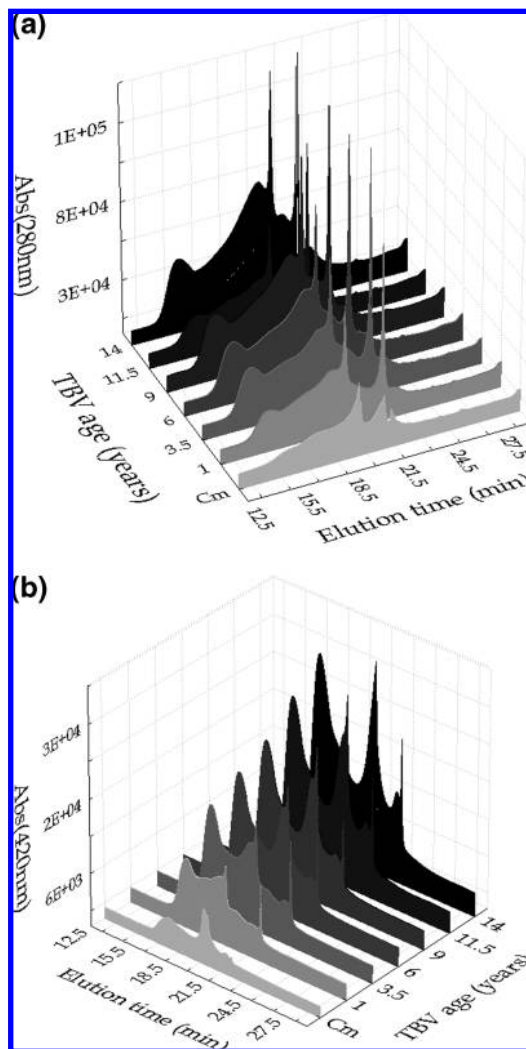 (a)
Abs(280nm)
1E+05
8E+04
3E+04
14
11.5
9
6
3.5
1
TBV age (years)
12.5
15.5
18.5
21.5
24.5
27.5
Elution time (min)
(b)
Abs(420nm)
3E+04
2E+04
6E+03
12.5
15.5
18.5
21.5
24.5
27.5
Elution time (min)
Cm
1
3.5
6
9
11.5
14
TBV age (years)